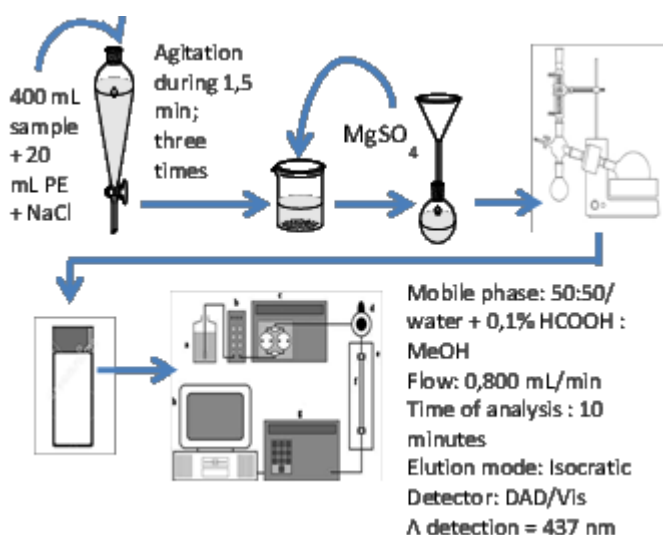 400 mL
sample
+ 20
mL PE
+ NaCl
Agitation
during 1,5
min;
three
times
MgSO
4
Mobile phase: 50:50/
water + 0,1% HCOOH :
MeOH
Flow: 0,800 mL/min
Time of analysis : 10
minutes
Elution mode: Isocratic
Detector: DAD/Vis
Λ detection = 437 nm
a
b
c
d
e
f
g
h